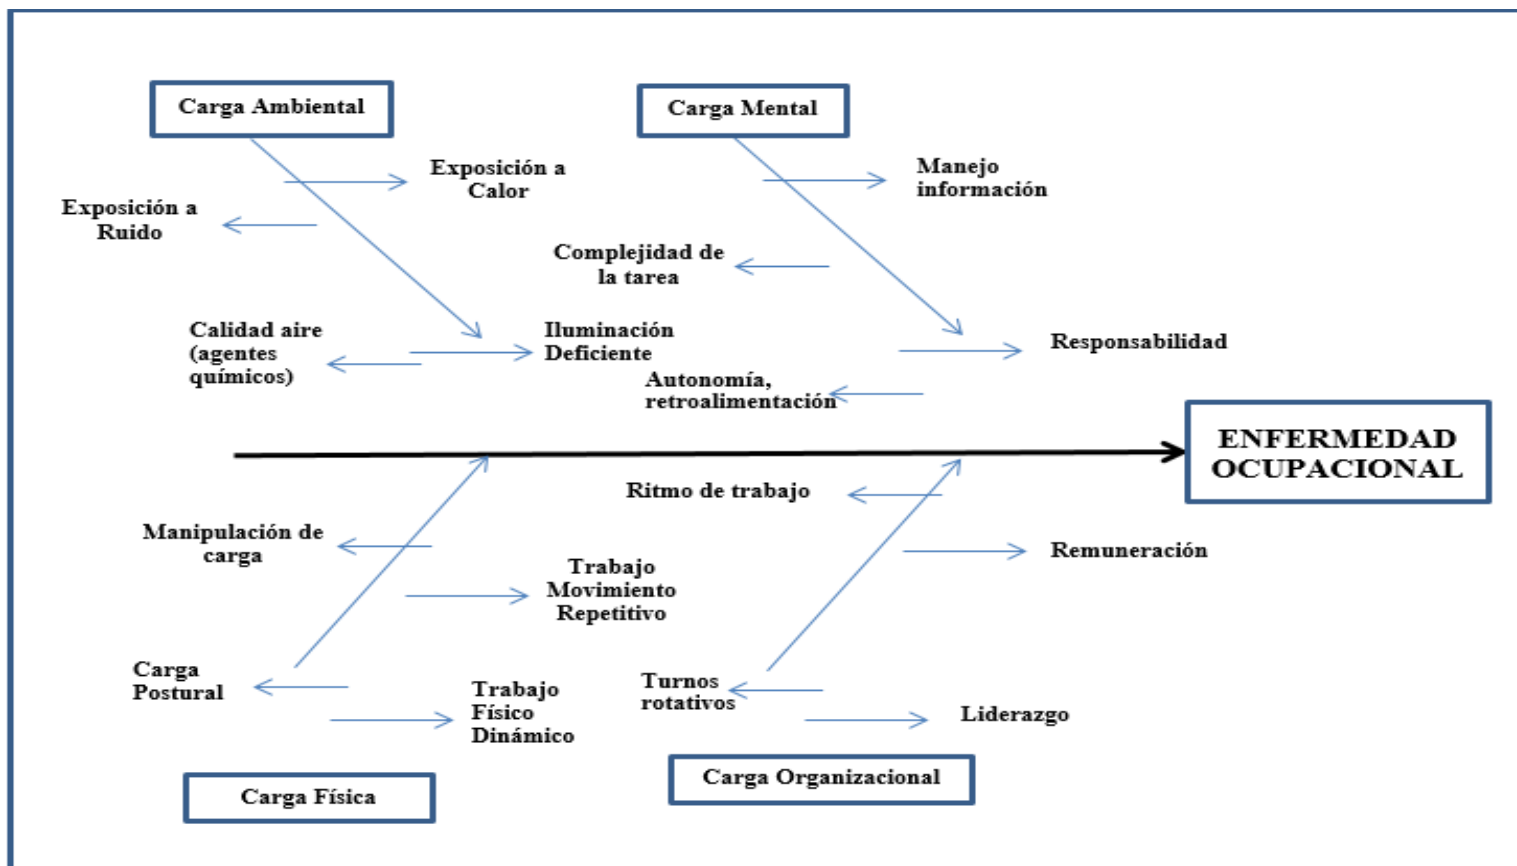 Carga Ambiental
Carga Mental
Exposición a
Calor
Manejo
información
Exposición a
Ruido
Complejidad de
la tarea
Calidad aire
(agentes
químicos)
Iluminación
Deficiente
Responsabilidad
Autonomía,
retroalimentación
ENFERMEDAD
OCUPACIONAL
Ritmo de trabajo
Manipulación de
carga
Remuneración
Trabajo
Movimiento
Repetitivo
Carga
Postural
Turnos
rotativos
Trabajo
Físico
Dinámico
Liderazgo
Carga Física
Carga Organizacional